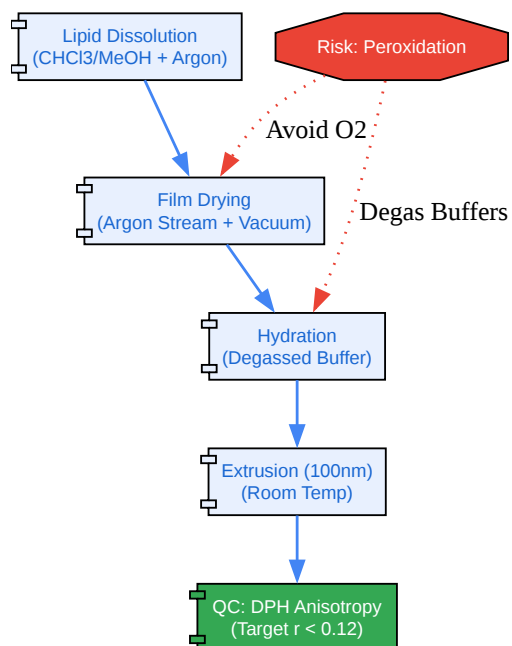 Lipid Dissolution
(CHCl3/MeOH + Argon)
Risk: Peroxidation
Avoid O2
Film Drying
(Argon Stream + Vacuum)
Degas Buffers
Hydration
(Degassed Buffer)
Extrusion (100nm)
(Room Temp)
QC: DPH Anisotropy
(Target r < 0.12)